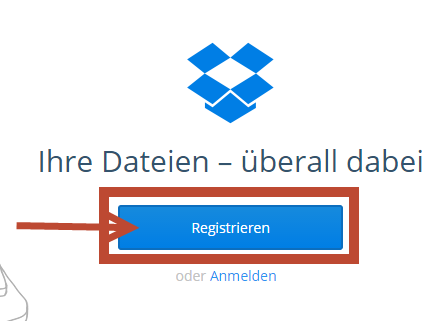 Ihre Dateien – überall dabei
Registrieren
oder Anmelden